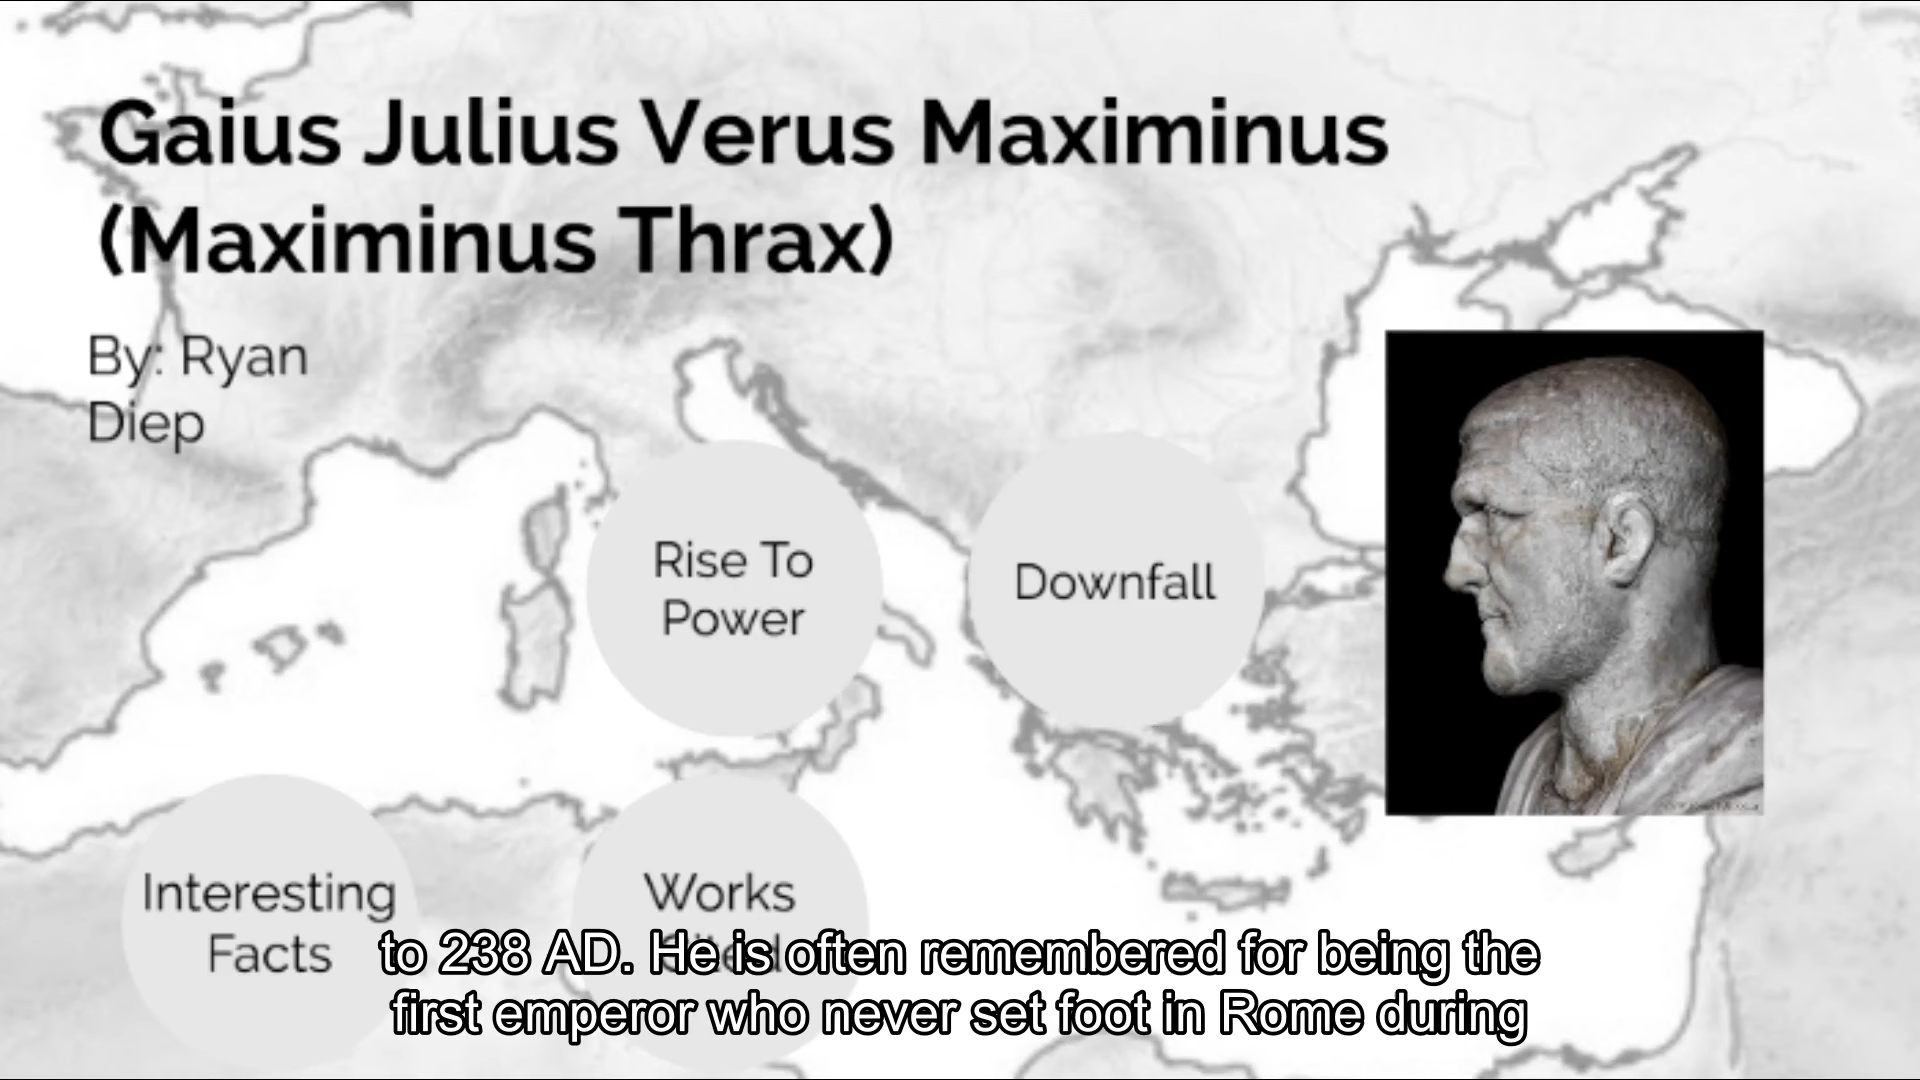 Gaius Julius Verus Maximinus
(Maximinus Thrax)
By: Ryan
Diep
Rise To
Power
Downfall
Interesting
Facts
Works
Cited
to 238 AD. He is often remembered for being the
first emperor who never set foot in Rome during